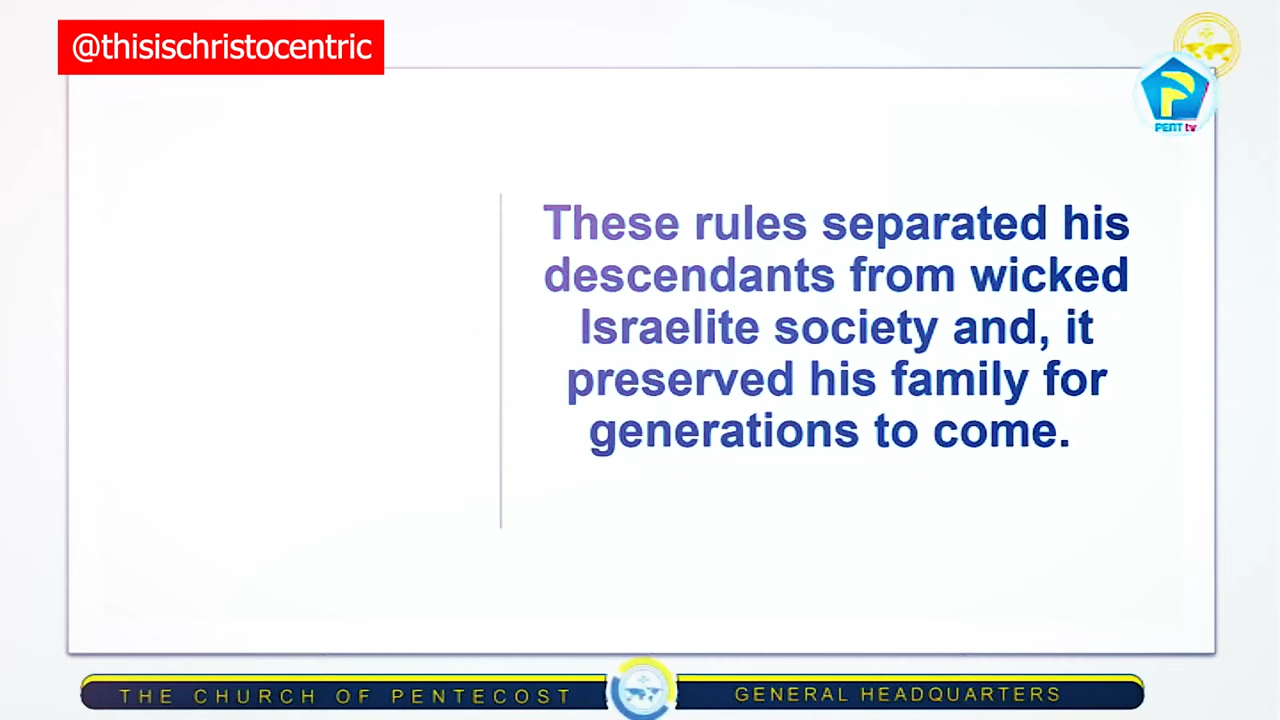 @thisischristocentric
PENT tv
These rules separated his
descendants from wicked
Israelite society and, it
preserved his family for
generations to come.
THE CHURCH OF PENTECOST
GENERAL HEADQUARTERS